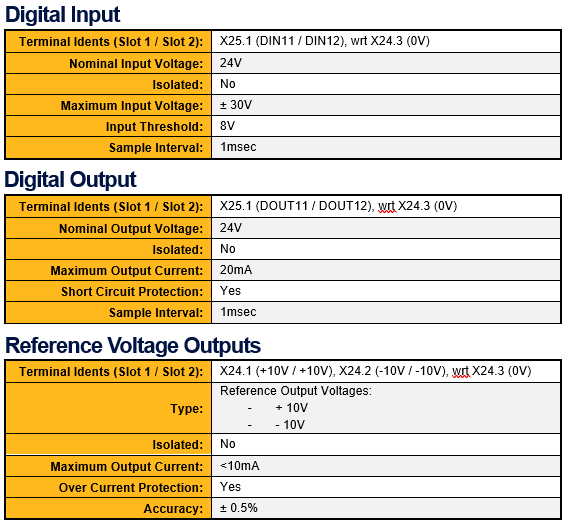 Digital Input
Terminal Idents (Slot 1 / Slot 2): X25.1 (DIN11 / DIN12), wrt X24.3 (0V)
Nominal Input Voltage: 24V
Isolated: No
Maximum Input Voltage: ± 30V
Input Threshold: 8V
Sample Interval: 1msec
Digital Output
Terminal Idents (Slot 1 / Slot 2): X25.1 (DOUT11 / DOUT12), wrt X24.3 (0V)
Nominal Output Voltage: 24V
Isolated: No
Maximum Output Current: 20mA
Short Circuit Protection: Yes
Sample Interval: 1msec
Reference Voltage Outputs
Terminal Idents (Slot 1 / Slot 2): X24.1 (+10V / +10V), X24.2 (-10V / -10V), wrt X24.3 (0V)
Type: Reference Output Voltages:
- + 10V
- - 10V
Isolated: No
Maximum Output Current: <10mA
Over Current Protection: Yes
Accuracy: ± 0.5%